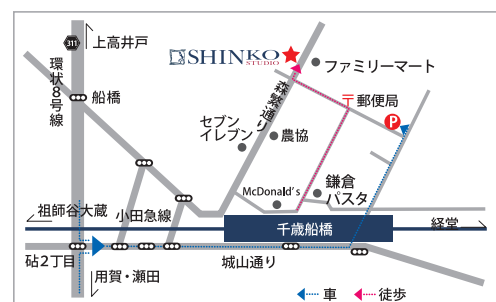 311
上高井戸
環状8号線
船橋
SHINKO
STUDIO
ファミリーマート
森繁通り
〒郵便局
P
セブン
イレブン
農協
McDonald's
鎌倉
パスタ
祖師谷大蔵
小田急線
千歳船橋
経堂
砧2丁目
城山通り
用賀・瀬田
車
徒歩